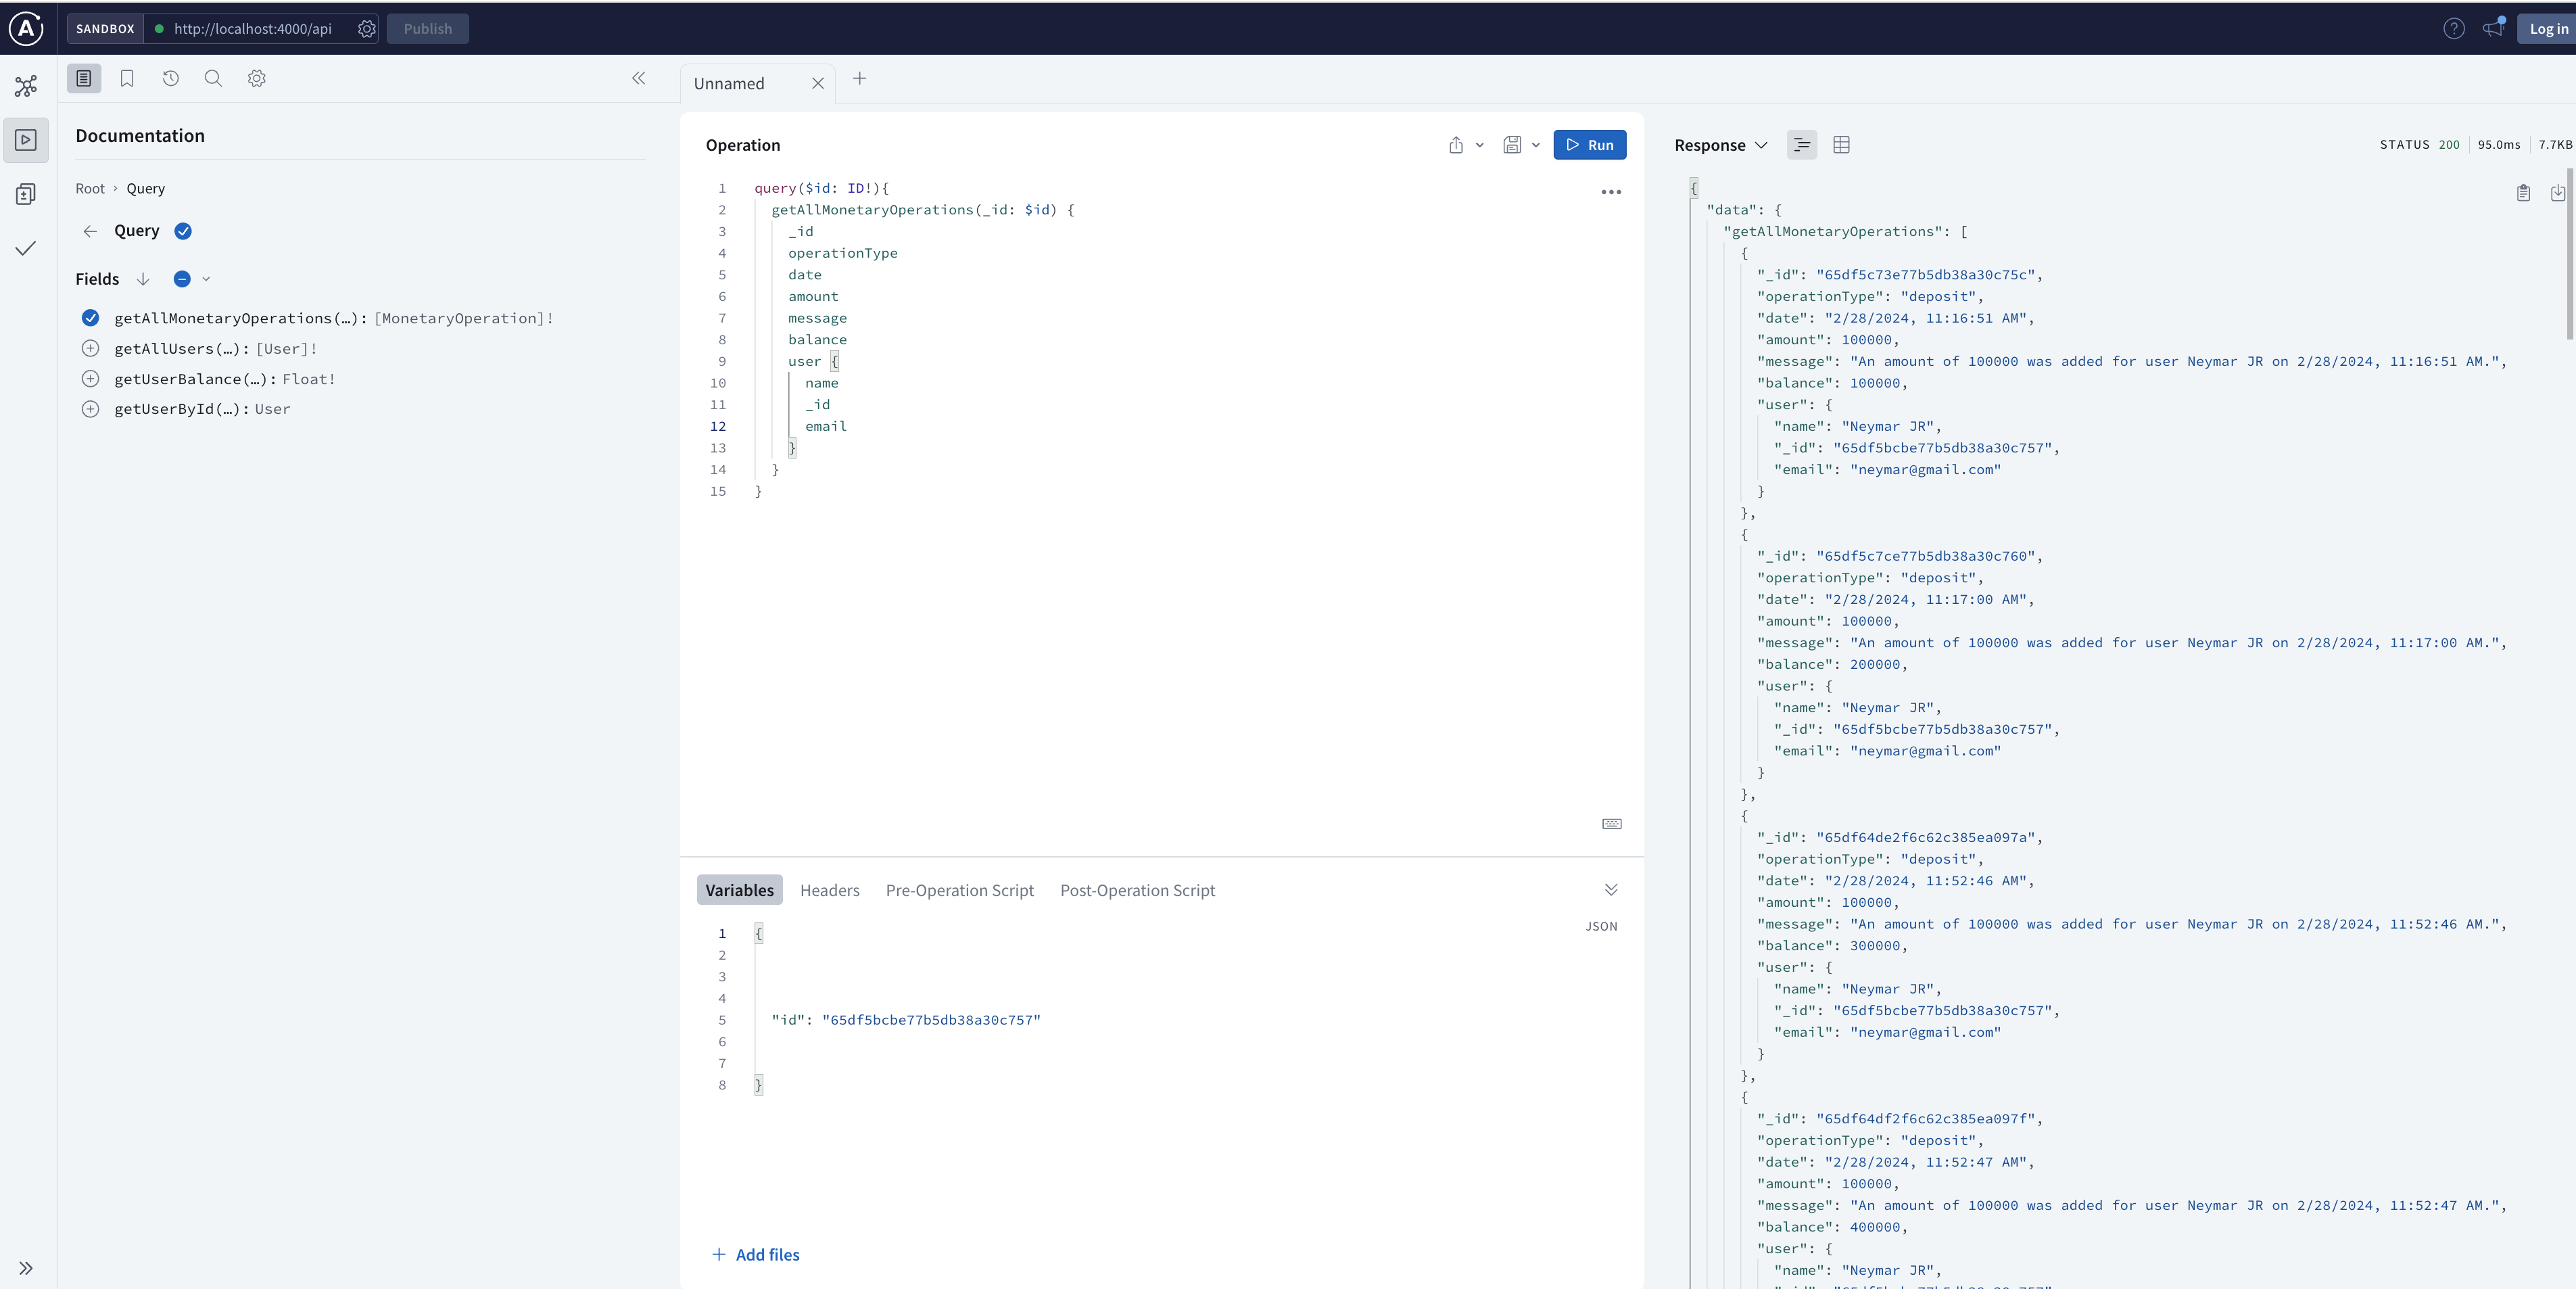 SANDBOX http://localhost:4000/api Publish Log in
Documentation
Root › Query
Query
Fields
getAllMonetaryOperations(…): [MonetaryOperation]!
getAllUsers(…): [User]!
getUserBalance(…): Float!
getUserById(…): User
Unnamed
Operation
Run
1 query($id: ID!){
2 getAllMonetaryOperations(_id: $id) {
3 _id
4 operationType
5 date
6 amount
7 message
8 balance
9 user {
10 name
11 _id
12 email
13 }
14 }
15 }
Variables Headers Pre-Operation Script Post-Operation Script
JSON
1 {
2
3
4
5 "id": "65df5bcbe77b5db38a30c757"
6
7
8 }
Add files
Response STATUS 200 95.0ms 7.7KB
{
"data": {
"getAllMonetaryOperations": [
{
"_id": "65df5c73e77b5db38a30c75c",
"operationType": "deposit",
"date": "2/28/2024, 11:16:51 AM",
"amount": 100000,
"message": "An amount of 100000 was added for user Neymar JR on 2/28/2024, 11:16:51 AM.",
"balance": 100000,
"user": {
"name": "Neymar JR",
"_id": "65df5bcbe77b5db38a30c757",
"email": "neymar@gmail.com"
}
},
{
"_id": "65df5c7ce77b5db38a30c760",
"operationType": "deposit",
"date": "2/28/2024, 11:17:00 AM",
"amount": 100000,
"message": "An amount of 100000 was added for user Neymar JR on 2/28/2024, 11:17:00 AM.",
"balance": 200000,
"user": {
"name": "Neymar JR",
"_id": "65df5bcbe77b5db38a30c757",
"email": "neymar@gmail.com"
}
},
{
"_id": "65df64de2f6c62c385ea097a",
"operationType": "deposit",
"date": "2/28/2024, 11:52:46 AM",
"amount": 100000,
"message": "An amount of 100000 was added for user Neymar JR on 2/28/2024, 11:52:46 AM.",
"balance": 300000,
"user": {
"name": "Neymar JR",
"_id": "65df5bcbe77b5db38a30c757",
"email": "neymar@gmail.com"
}
},
{
"_id": "65df64df2f6c62c385ea097f",
"operationType": "deposit",
"date": "2/28/2024, 11:52:47 AM",
"amount": 100000,
"message": "An amount of 100000 was added for user Neymar JR on 2/28/2024, 11:52:47 AM.",
"balance": 400000,
"user": {
"name": "Neymar JR",